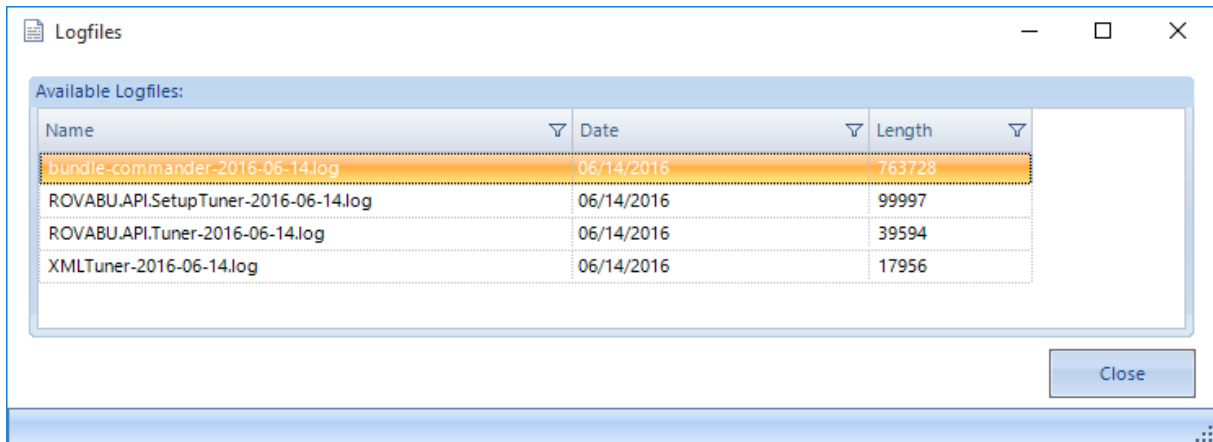 Logfiles
Available Logfiles:
Name Date Length
bundle-commander-2016-06-14.log 06/14/2016 763728
ROVABU.API.SetupTuner-2016-06-14.log 06/14/2016 99997
ROVABU.API.Tuner-2016-06-14.log 06/14/2016 39594
XMLTuner-2016-06-14.log 06/14/2016 17956
Close